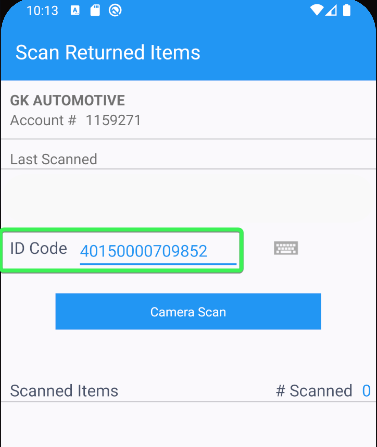 10:13
Scan Returned Items
GK AUTOMOTIVE
Account # 1159271
Last Scanned
ID Code 40150000709852
Camera Scan
Scanned Items # Scanned 0